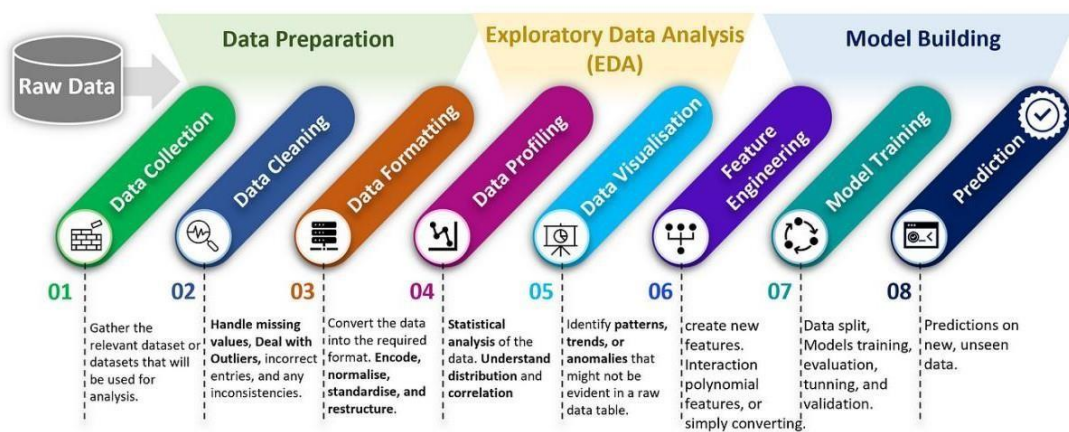 Raw Data
Data Preparation
Exploratory Data Analysis
(EDA)
Model Building
Data Collection
Data Cleaning
Data Formatting
Data Profiling
Data Visualisation
Feature
Engineering
Model Training
Prediction
01
Gather the
relevant dataset or
datasets that will
be used for
analysis.
02
Handle missing
values, Deal with
Outliers, incorrect
entries, and any
inconsistencies.
03
Convert the data
into the required
format. Encode,
normalise,
standardise, and
restructure.
04
Statistical
analysis of the
data. Understand
distribution and
correlation
05
Identify patterns,
trends, or
anomalies that
might not be
evident in a raw
data table.
06
create new
features.
Interaction
polynomial
features, or
simply converting.
07
Data split,
Models training,
evaluation,
tunning, and
validation.
08
Predictions on
new, unseen
data.